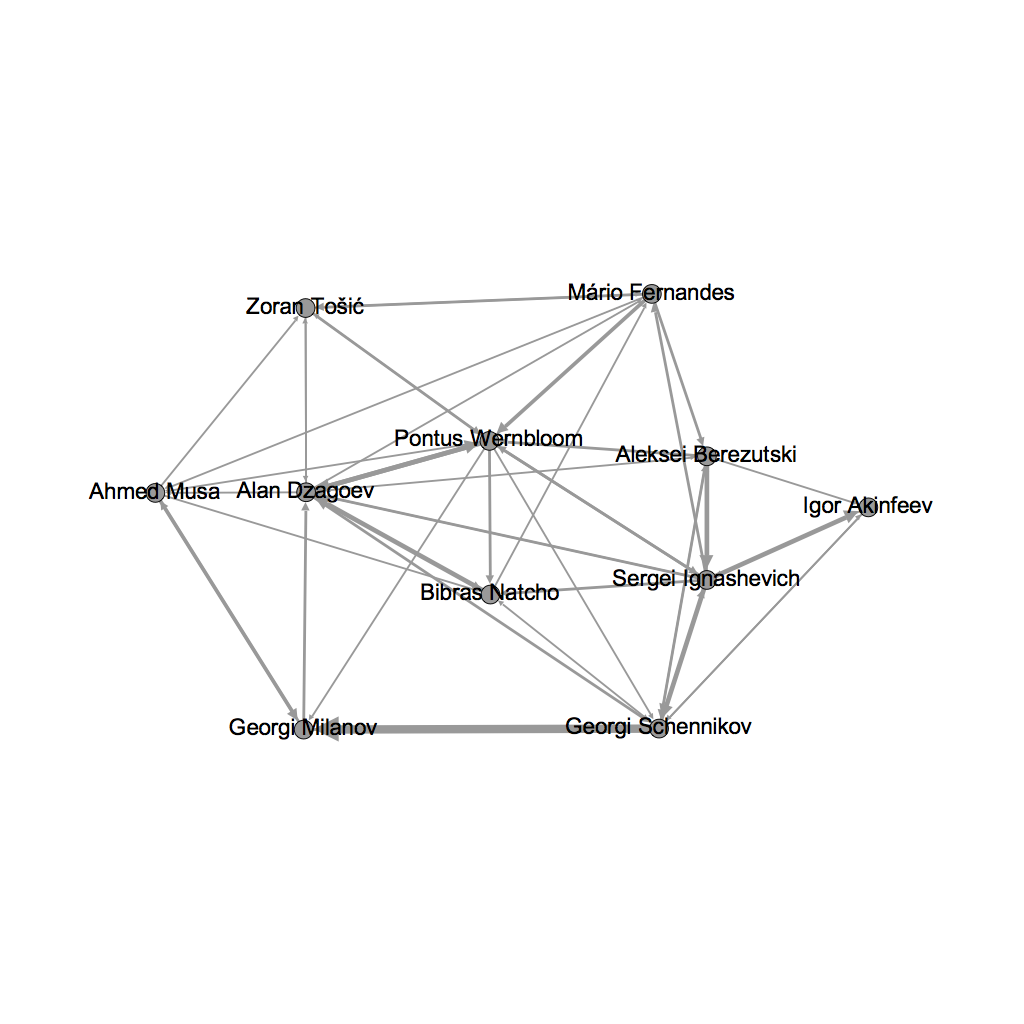 Mário Fernandes
Zoran Tošić
Pontus Wernbloom
Aleksei Berezutski
Ahmed Musa
Alan Dzagoev
Igor Akinfeev
Sergei Ignashevich
Bibras Natcho
Georgi Milanov
Georgi Schennikov